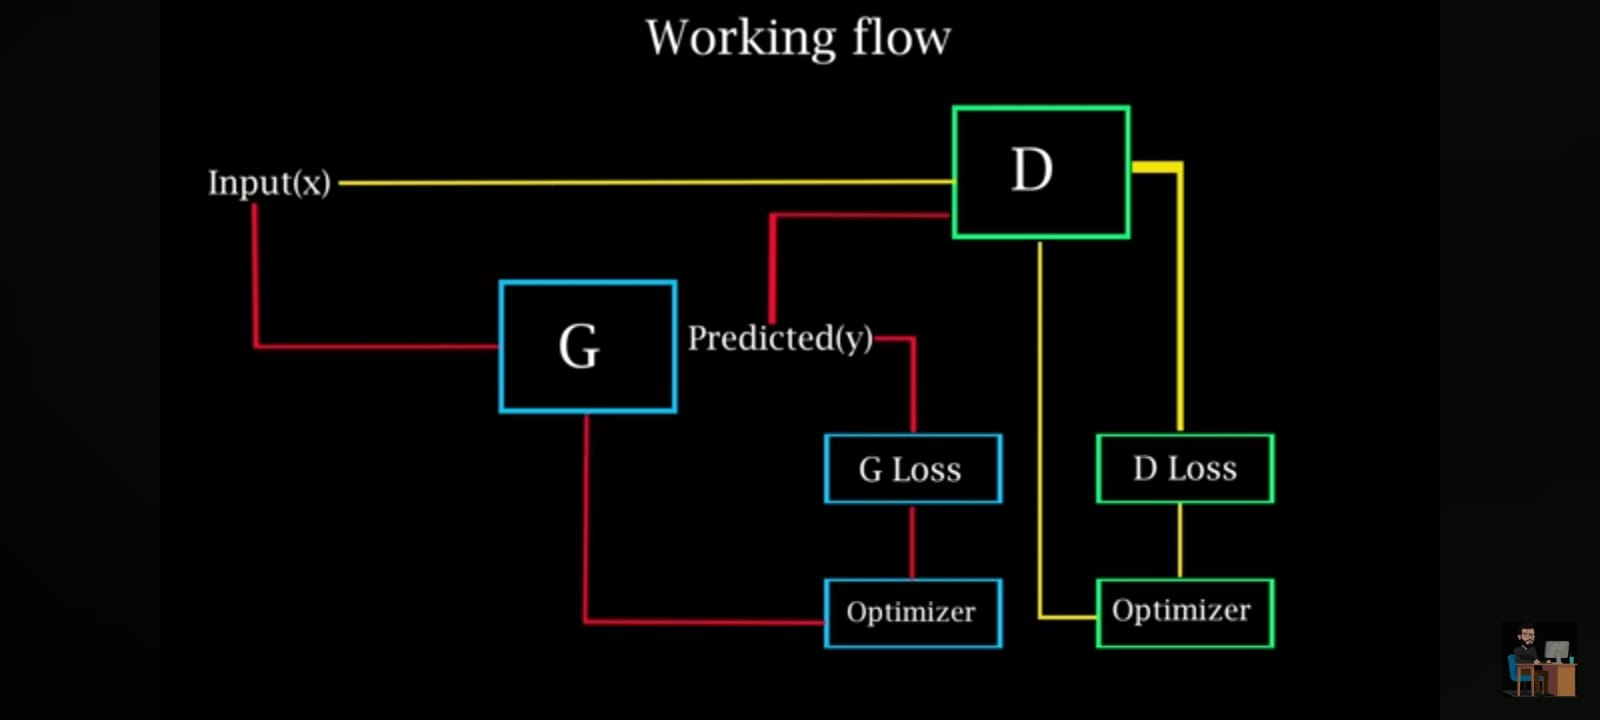 Working flow
D
Input(x)
G
Predicted(y)
G Loss
D Loss
Optimizer
Optimizer